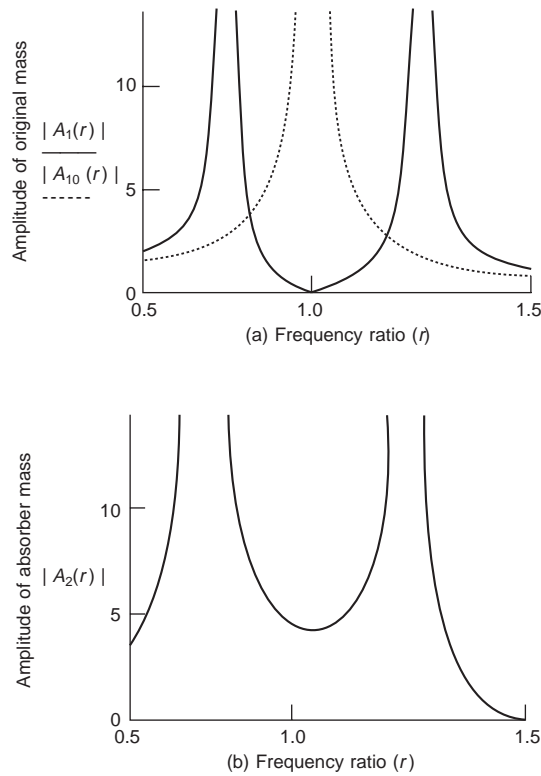 10
Amplitude of original mass
| A1(r) |
| A10 (r) |
5
0
0.5
1.0
1.5
(a) Frequency ratio (r)
10
Amplitude of absorber mass
| A2(r) |
5
0
0.5
1.0
1.5
(b) Frequency ratio (r)